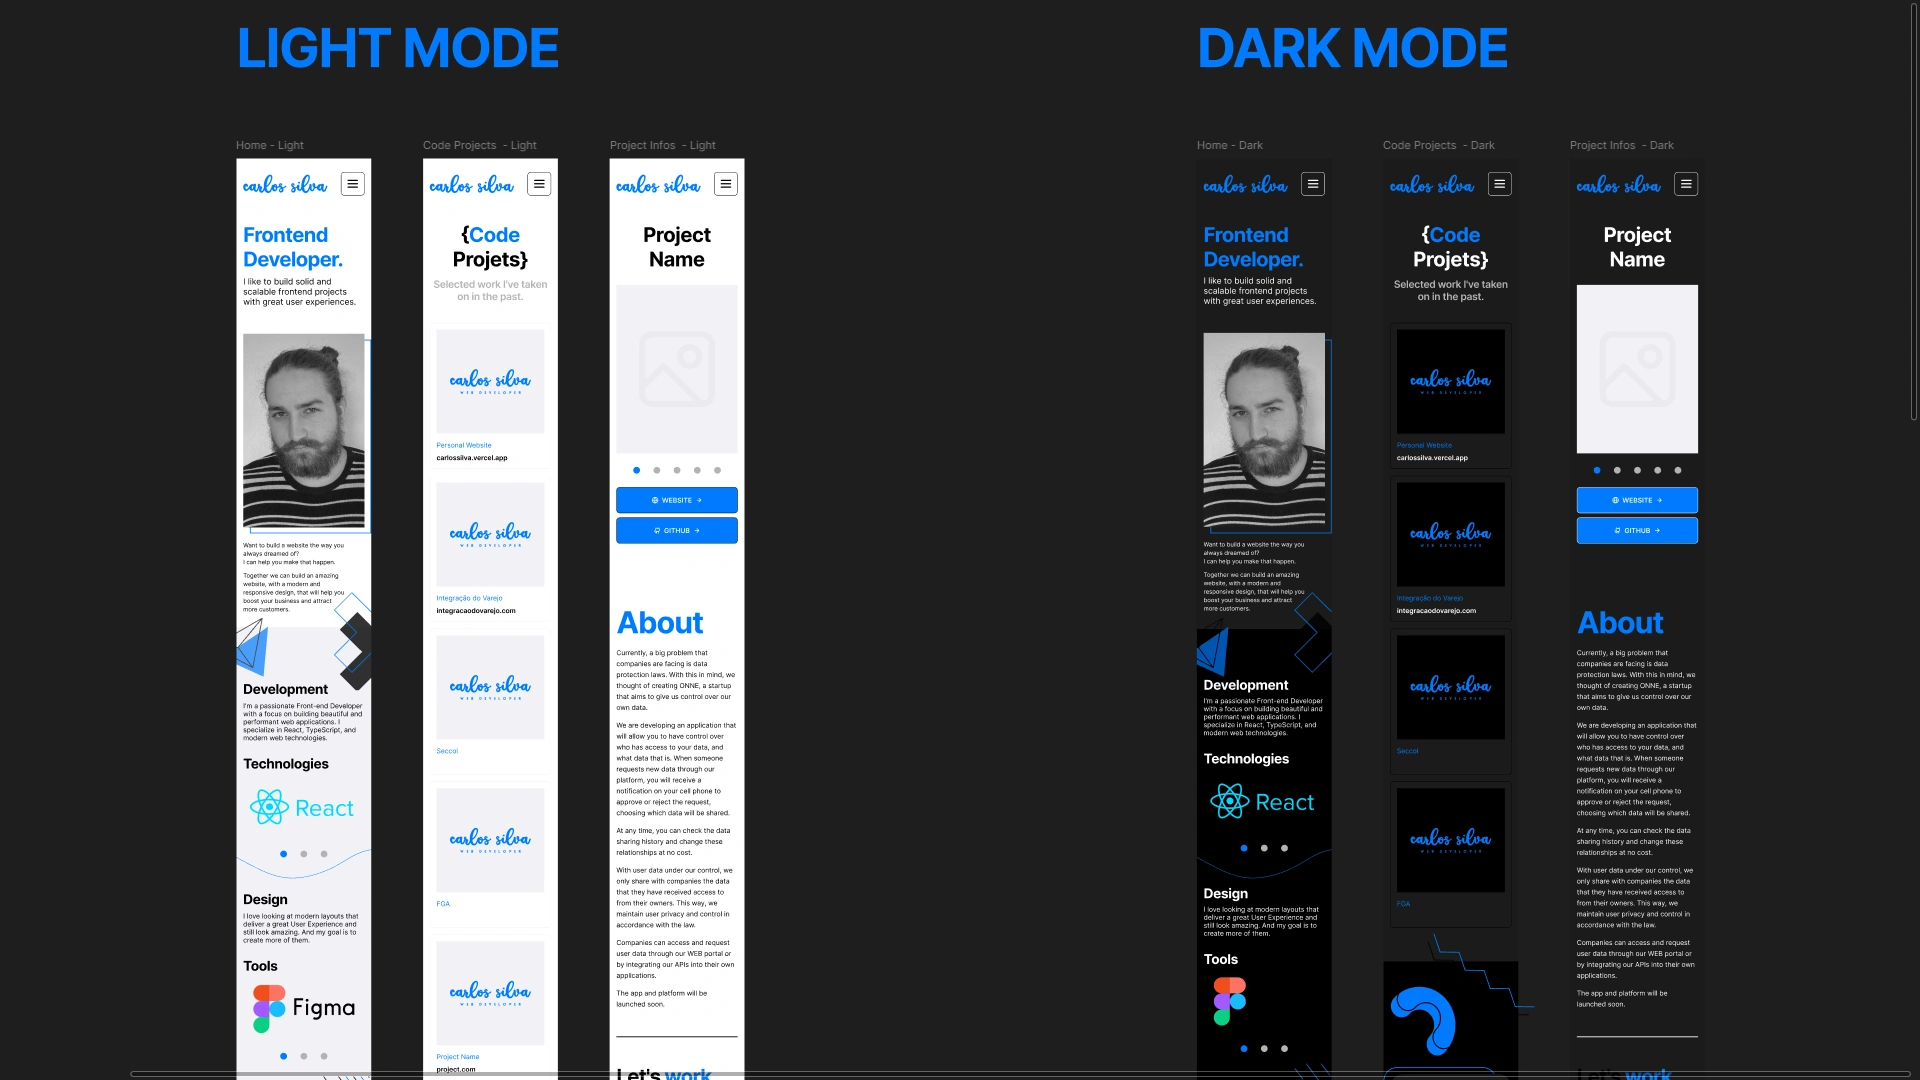 LIGHT MODE
DARK MODE
Home - Light
carlos silva
Frontend
Developer.
I like to build solid and
scalable frontend projects
with great user experiences.
Want to build a website the way you
always dreamed of?
I can help you make that happen.
Together we can build an amazing
website, with a modern and
responsive design, that will help you
boost your business and attract
more customers.
Development
I'm a passionate Front-end Developer
with a focus on building beautiful and
performant web applications. I
specialize in React, TypeScript, and
modern web technologies.
Technologies
React
Design
I love looking at modern layouts that
deliver a great User Experience and
still look amazing. And my goal is to
create more of them.
Tools
Figma
Code Projects - Light
carlos silva
{Code
Projets}
Selected work I've taken
on in the past.
carlos silva
WEB DEVELOPER
Personal Website
carlossilva.vercel.app
carlos silva
WEB DEVELOPER
Integração do Varejo
integracaodovarejo.com
carlos silva
WEB DEVELOPER
Seccol
carlos silva
WEB DEVELOPER
FGA
carlos silva
WEB DEVELOPER
Project Name
project.com
Project Infos - Light
carlos silva
Project
Name
WEBSITE
GITHUB
About
Currently, a big problem that
companies are facing is data
protection laws. With this in mind, we
thought of creating ONNE, a startup
that aims to give us control over our
own data.
We are developing an application that
will allow you to have control over
who has access to your data, and
what data that is. When someone
requests new data through our
platform, you will receive a
notification on your cell phone to
approve or reject the request,
choosing which data will be shared.
At any time, you can check the data
sharing history and change these
relationships at no cost.
With user data under our control, we
only share with companies the data
that they have received access to
from their owners. This way, we
maintain user privacy and control in
accordance with the law.
Companies can access and request
user data through our WEB portal or
by integrating our APIs into their own
applications.
The app and platform will be
launched soon.
Let's work
Home - Dark
carlos silva
Frontend
Developer.
I like to build solid and
scalable frontend projects
with great user experiences.
Want to build a website the way you
always dreamed of?
I can help you make that happen.
Together we can build an amazing
website, with a modern and
responsive design, that will help you
boost your business and attract
more customers.
Development
I'm a passionate Front-end Developer
with a focus on building beautiful and
performant web applications. I
specialize in React, TypeScript, and
modern web technologies.
Technologies
React
Design
I love looking at modern layouts that
deliver a great User Experience and
still look amazing. And my goal is to
create more of them.
Tools
Code Projects - Dark
carlos silva
{Code
Projets}
Selected work I've taken
on in the past.
carlos silva
WEB DEVELOPER
Personal Website
carlossilva.vercel.app
carlos silva
WEB DEVELOPER
Integração do Varejo
integracaodovarejo.com
carlos silva
WEB DEVELOPER
Seccol
carlos silva
WEB DEVELOPER
FGA
Project Infos - Dark
carlos silva
Project
Name
WEBSITE
GITHUB
About
Currently, a big problem that
companies are facing is data
protection laws. With this in mind, we
thought of creating ONNE, a startup
that aims to give us control over our
own data.
We are developing an application that
will allow you to have control over
who has access to your data, and
what data that is. When someone
requests new data through our
platform, you will receive a
notification on your cell phone to
approve or reject the request,
choosing which data will be shared.
At any time, you can check the data
sharing history and change these
relationships at no cost.
With user data under our control, we
only share with companies the data
that they have received access to
from their owners. This way, we
maintain user privacy and control in
accordance with the law.
Companies can access and request
user data through our WEB portal or
by integrating our APIs into their own
applications.
The app and platform will be
launched soon.
Let's work